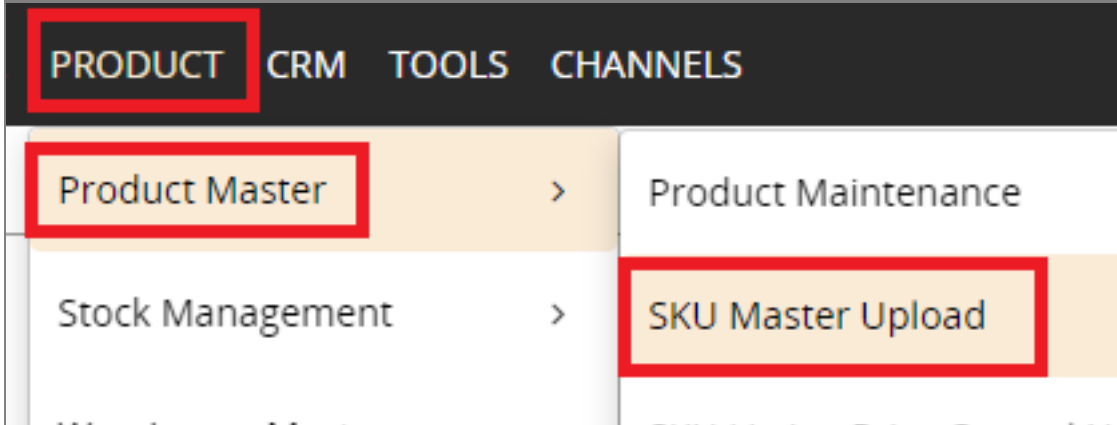 PRODUCT CRM TOOLS CHANNELS
Product Master
Product Maintenance
Stock Management
SKU Master Upload